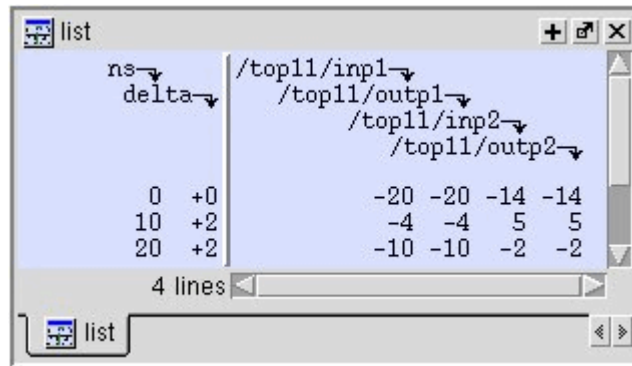 list
ns /top11/inp1
delta /top11/outp1
/top11/inp2
/top11/outp2
0 +0 -20 -20 -14 -14
10 +2 -4 -4 5 5
20 +2 -10 -10 -2 -2
4 lines
list